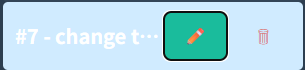 #7 - change t…